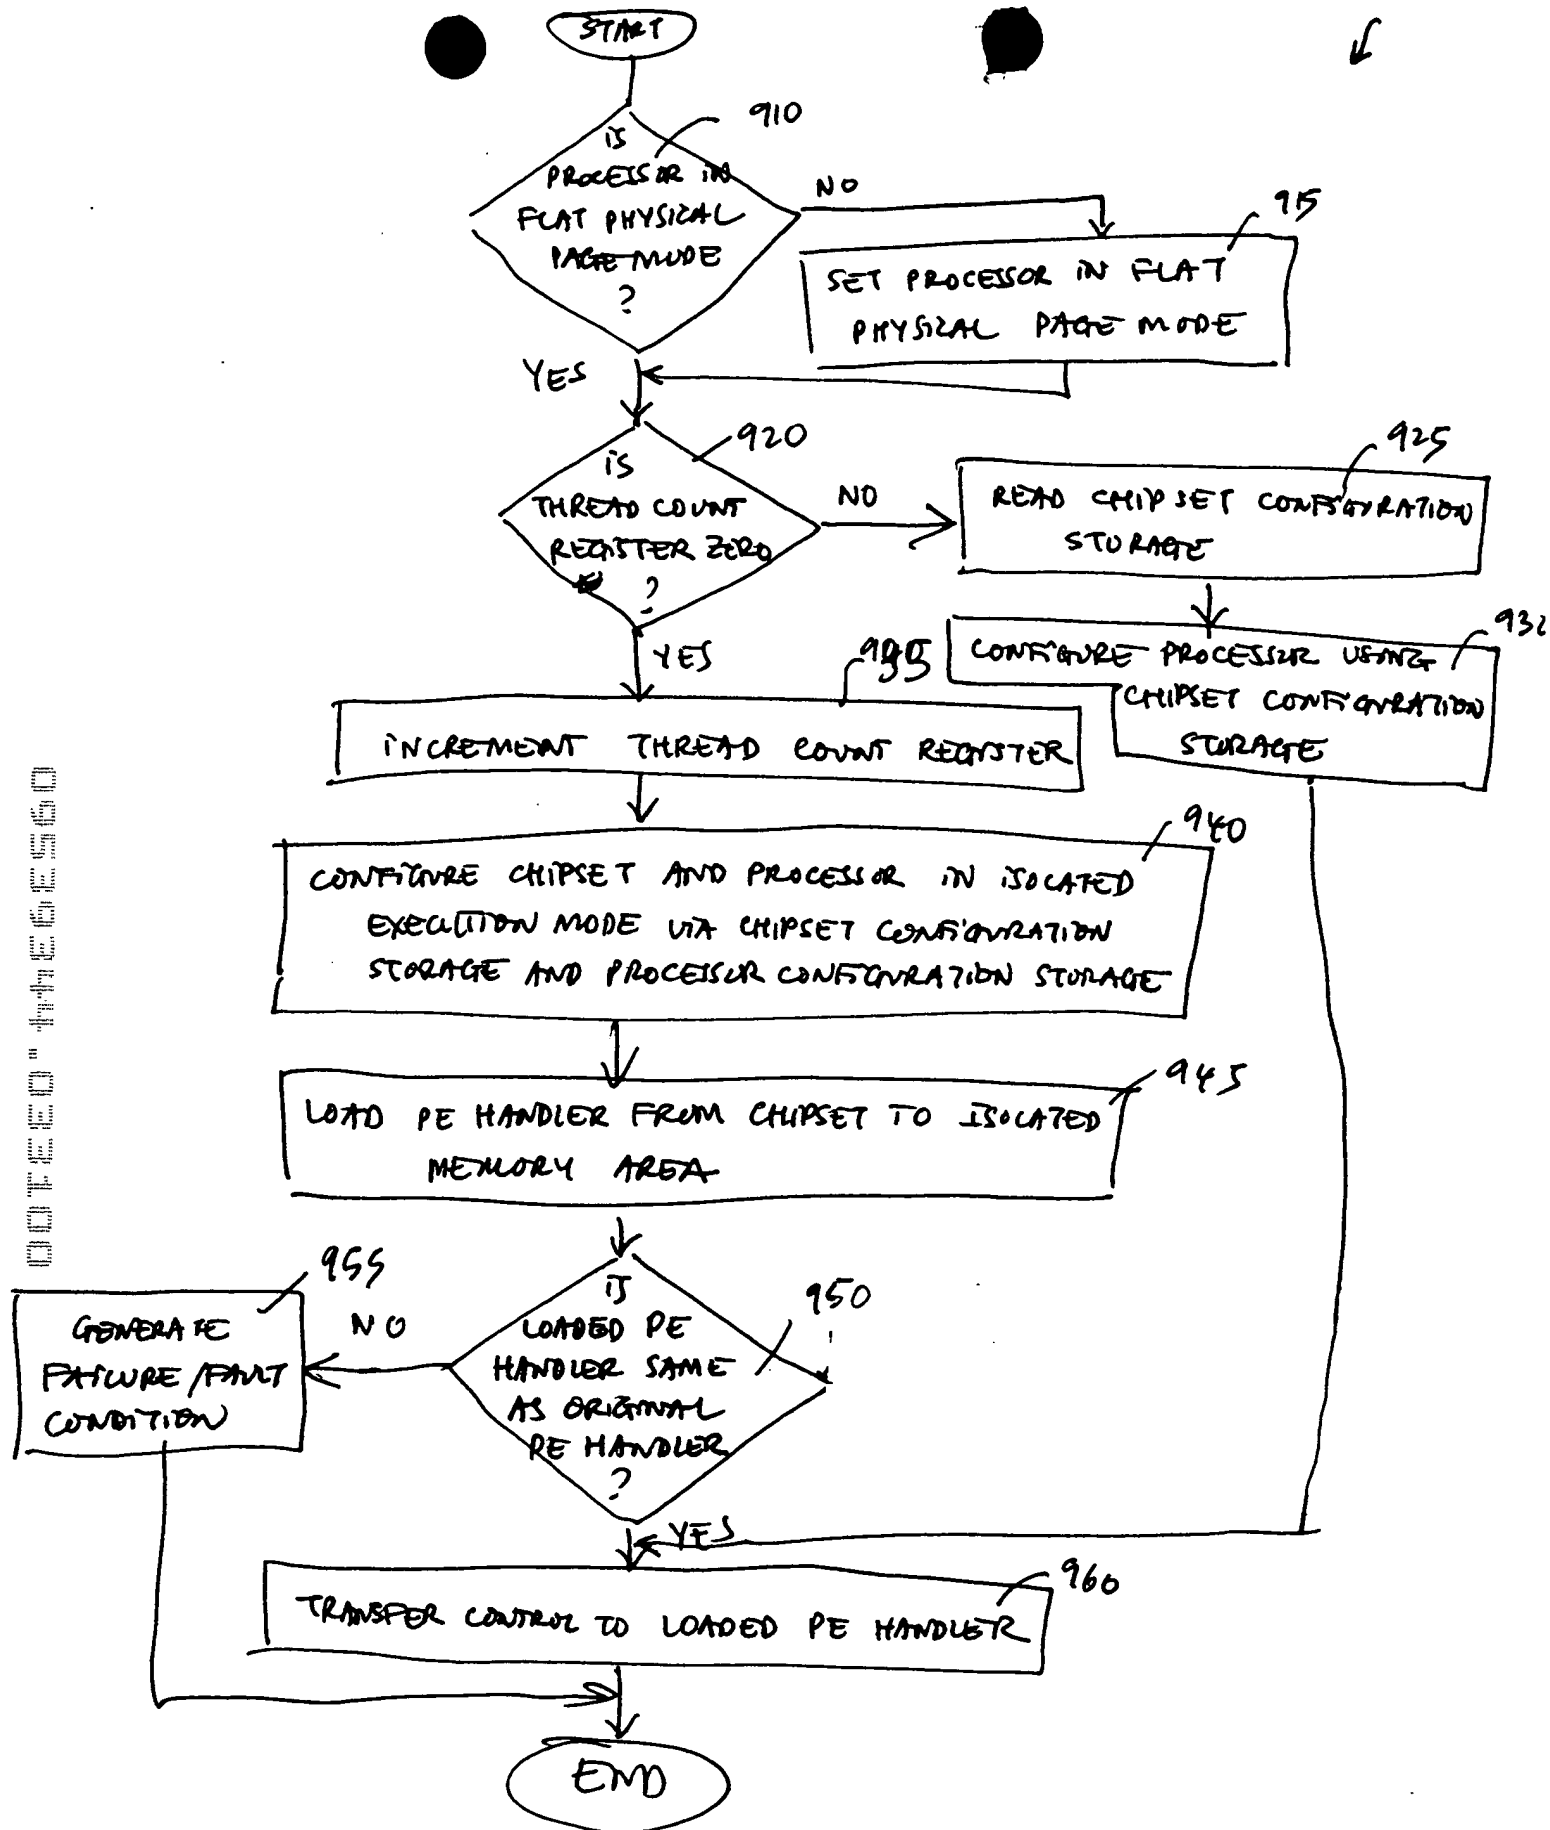 START
910
is
PROCESSOR IN
FLAT PHYSICAL
PAGE MODE
?
NO
915
SET PROCESSOR IN FLAT
PHYSICAL PAGE MODE
YES
920
is
THREAD COUNT
REGISTER ZERO
?
NO
925
READ CHIPSET CONFIGURATION
STORAGE
932
CONFIGURE PROCESSOR USING
CHIPSET CONFIGURATION
STORAGE
YES
INCREMENT THREAD COUNT REGISTER
940
CONFIGURE CHIPSET AND PROCESSOR IN ISOLATED
EXECUTION MODE VIA CHIPSET CONFIGURATION
STORAGE AND PROCESSOR CONFIGURATION STORAGE
945
LOAD PE HANDLER FROM CHIPSET TO ISOLATED
MEMORY AREA
955
GENERATE
FAILURE/FAULT
CONDITION
NO
950
IS
LOADED PE
HANDLER SAME
AS ORIGINAL
PE HANDLER
?
YES
960
TRANSFER CONTROL TO LOADED PE HANDLER
END